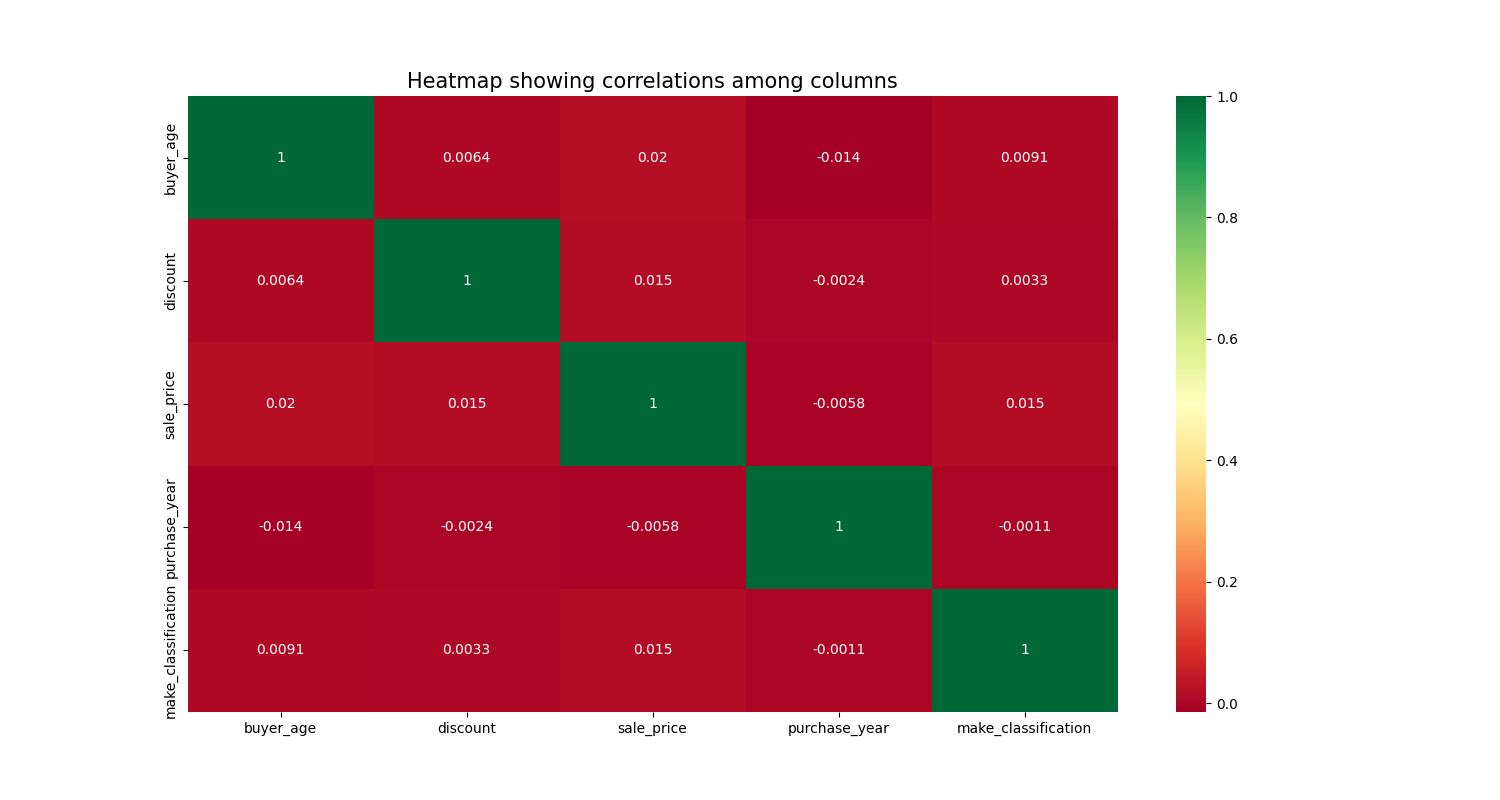 Heatmap showing correlations among columns
buyer_age
1 0.0064 0.02 -0.014 0.0091
discount
0.0064 1 0.015 -0.0024 0.0033
sale_price
0.02 0.015 1 -0.0058 0.015
purchase_year
-0.014 -0.0024 -0.0058 1 -0.0011
make_classification
0.0091 0.0033 0.015 -0.0011 1
buyer_age discount sale_price purchase_year make_classification
1.0
0.8
0.6
0.4
0.2
0.0